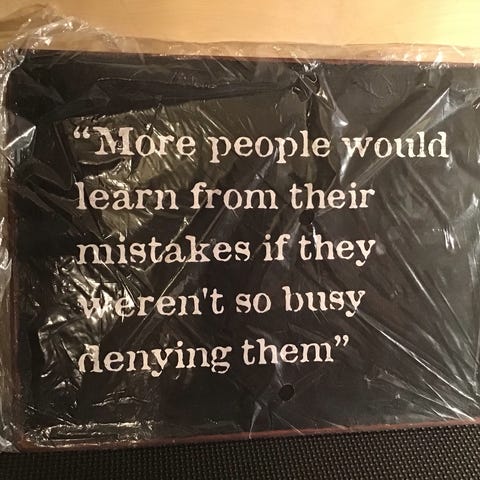 “More people would
learn from their
mistakes if they
weren't so busy
denying them”